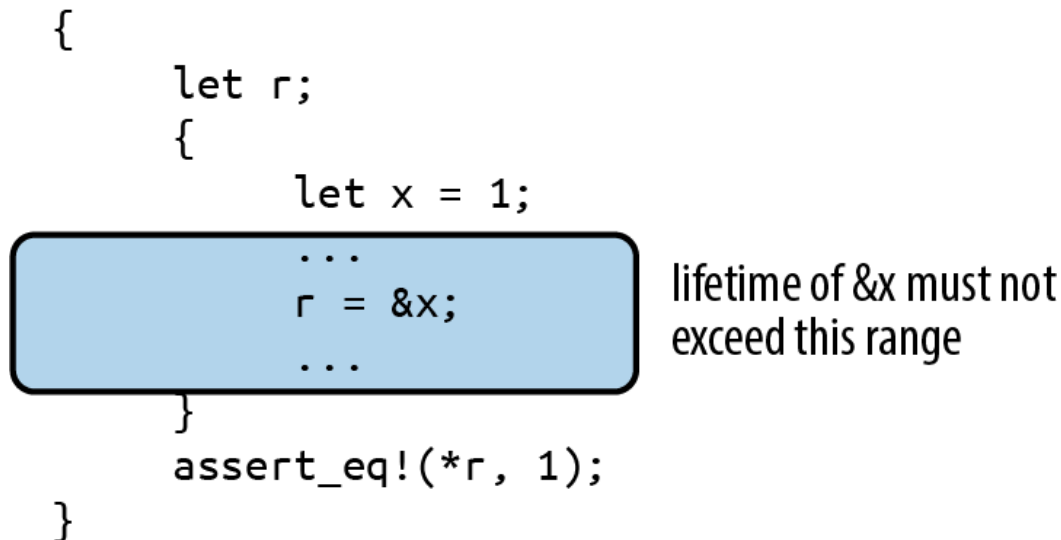 {
let r;
{
let x = 1;
...
r = &x;
...
}
assert_eq!(*r, 1);
}
lifetime of &x must not
exceed this range